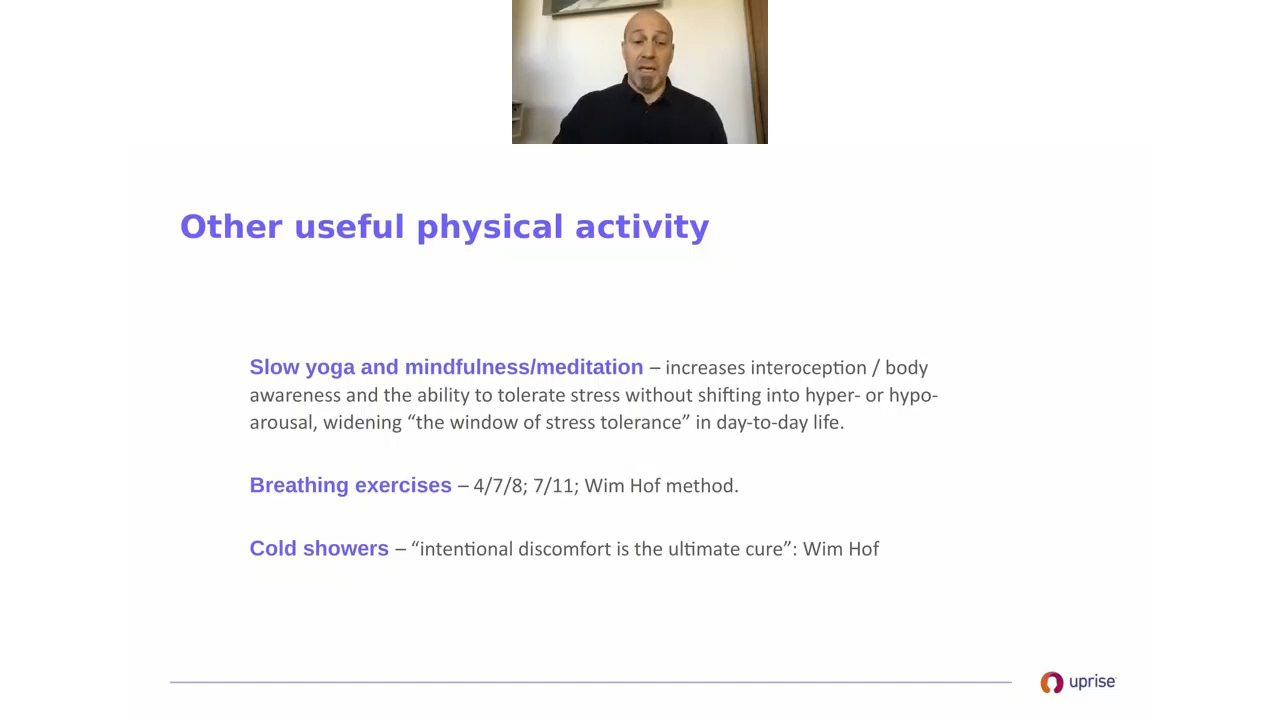 Other useful physical activity
Slow yoga and mindfulness/meditation – increases interoception / body
awareness and the ability to tolerate stress without shifting into hyper- or hypo-
arousal, widening “the window of stress tolerance” in day-to-day life.
Breathing exercises – 4/7/8; 7/11; Wim Hof method.
Cold showers – “intentional discomfort is the ultimate cure”: Wim Hof
uprise